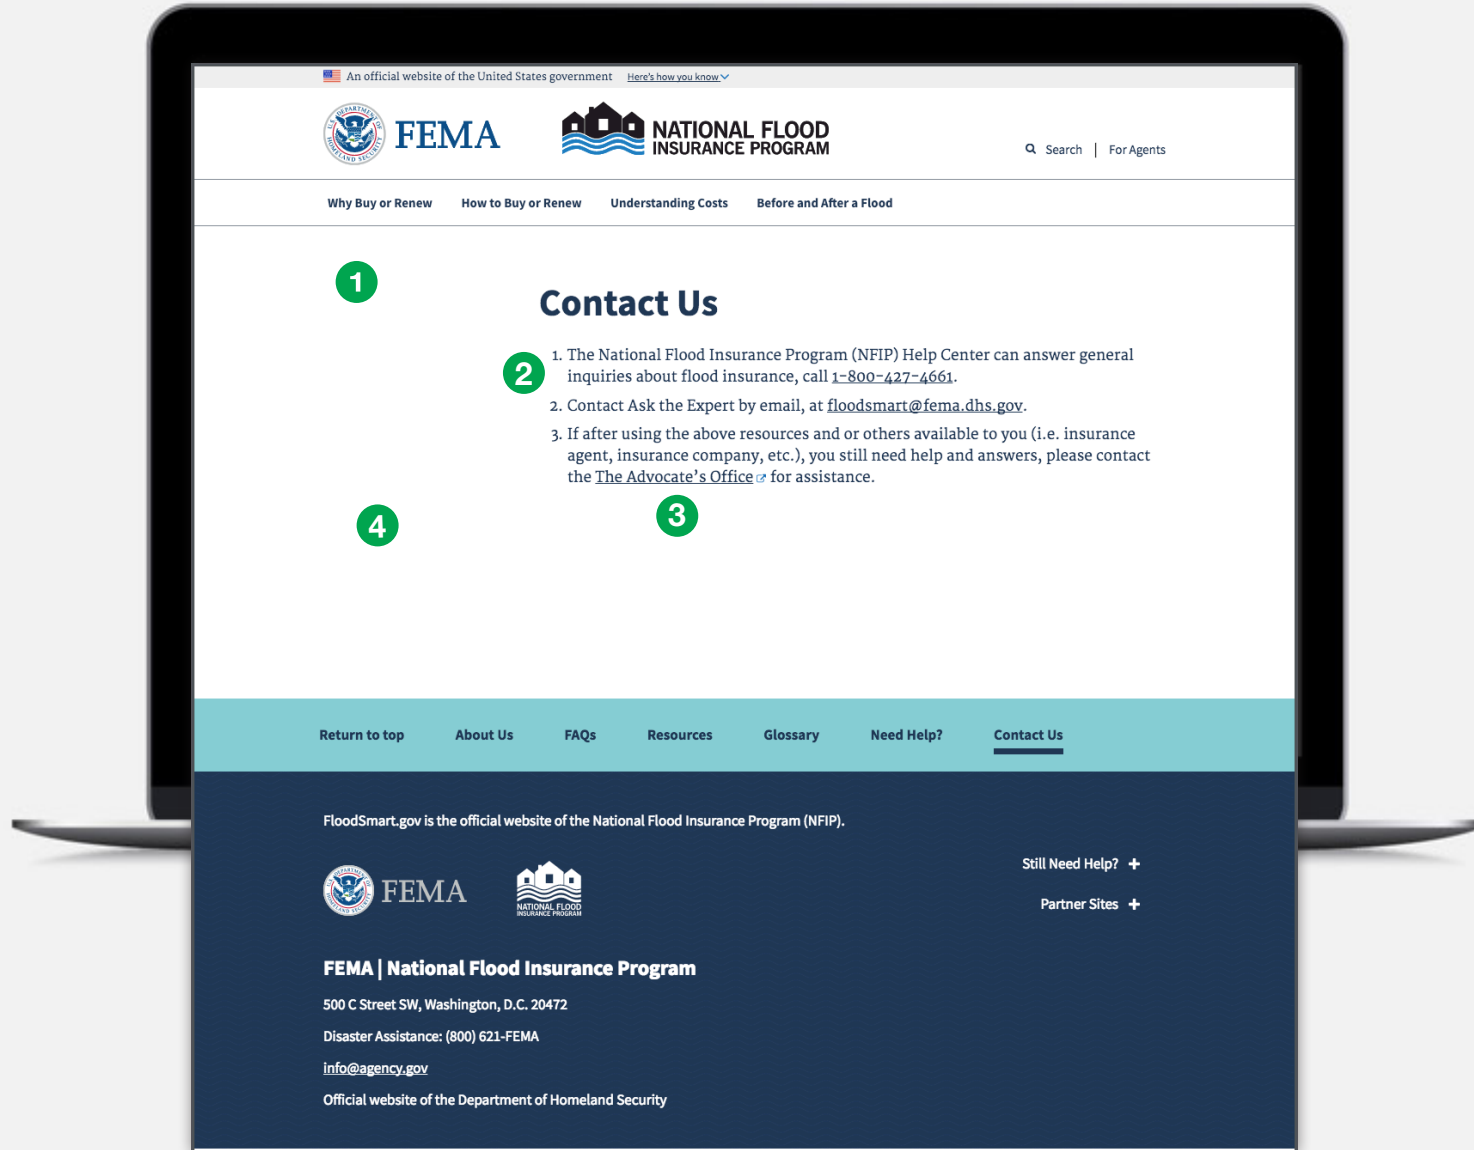 An official website of the United States government Here's how you know
U.S. DEPARTMENT OF HOMELAND SECURITY
FEMA
NATIONAL FLOOD
INSURANCE PROGRAM
Search | For Agents
Why Buy or Renew How to Buy or Renew Understanding Costs Before and After a Flood
1
Contact Us
1. The National Flood Insurance Program (NFIP) Help Center can answer general
inquiries about flood insurance, call 1-800-427-4661.
2
2. Contact Ask the Expert by email, at floodsmart@fema.dhs.gov.
3. If after using the above resources and or others available to you (i.e. insurance
agent, insurance company, etc.), you still need help and answers, please contact
the The Advocate's Office for assistance.
3
4
Return to top About Us FAQs Resources Glossary Need Help? Contact Us
FloodSmart.gov is the official website of the National Flood Insurance Program (NFIP).
Still Need Help? +
U.S. DEPARTMENT OF HOMELAND SECURITY
FEMA
NATIONAL FLOOD
INSURANCE PROGRAM
Partner Sites +
FEMA | National Flood Insurance Program
500 C Street SW, Washington, D.C. 20472
Disaster Assistance: (800) 621-FEMA
info@agency.gov
Official website of the Department of Homeland Security